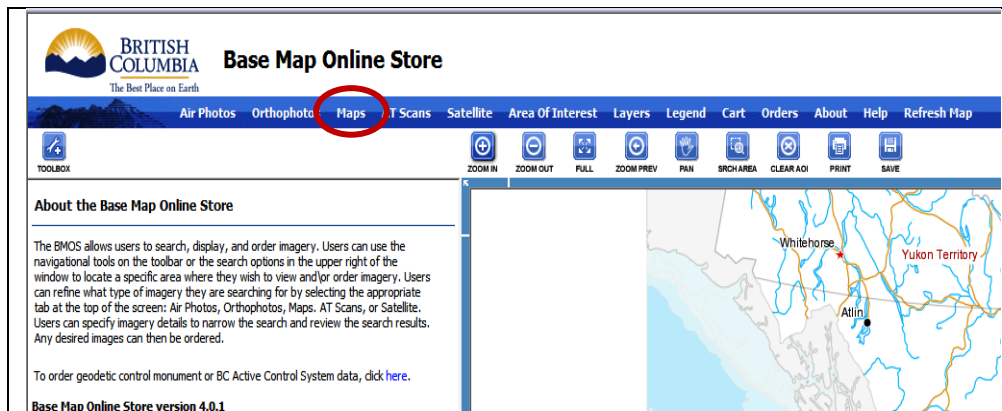 BRITISH
COLUMBIA
The Best Place on Earth
Base Map Online Store
Air Photos Orthophotos Maps AT Scans Satellite Area Of Interest Layers Legend Cart Orders About Help Refresh Map
TOOLBOX ZOOM IN ZOOM OUT FULL ZOOM PREV PAN SRCH AREA CLEAR AOI PRINT SAVE
About the Base Map Online Store
The BMOS allows users to search, display, and order imagery. Users can use the
navigational tools on the toolbar or the search options in the upper right of the
window to locate a specific area where they wish to view and\or order imagery. Users
can refine what type of imagery they are searching for by selecting the appropriate
tab at the top of the screen: Air Photos, Orthophotos, Maps. AT Scans, or Satellite.
Users can specify imagery details to narrow the search and review the search results.
Any desired images can then be ordered.
To order geodetic control monument or BC Active Control System data, click here.
Base Map Online Store version 4.0.1
Whitehorse
Yukon Territory
Atlin